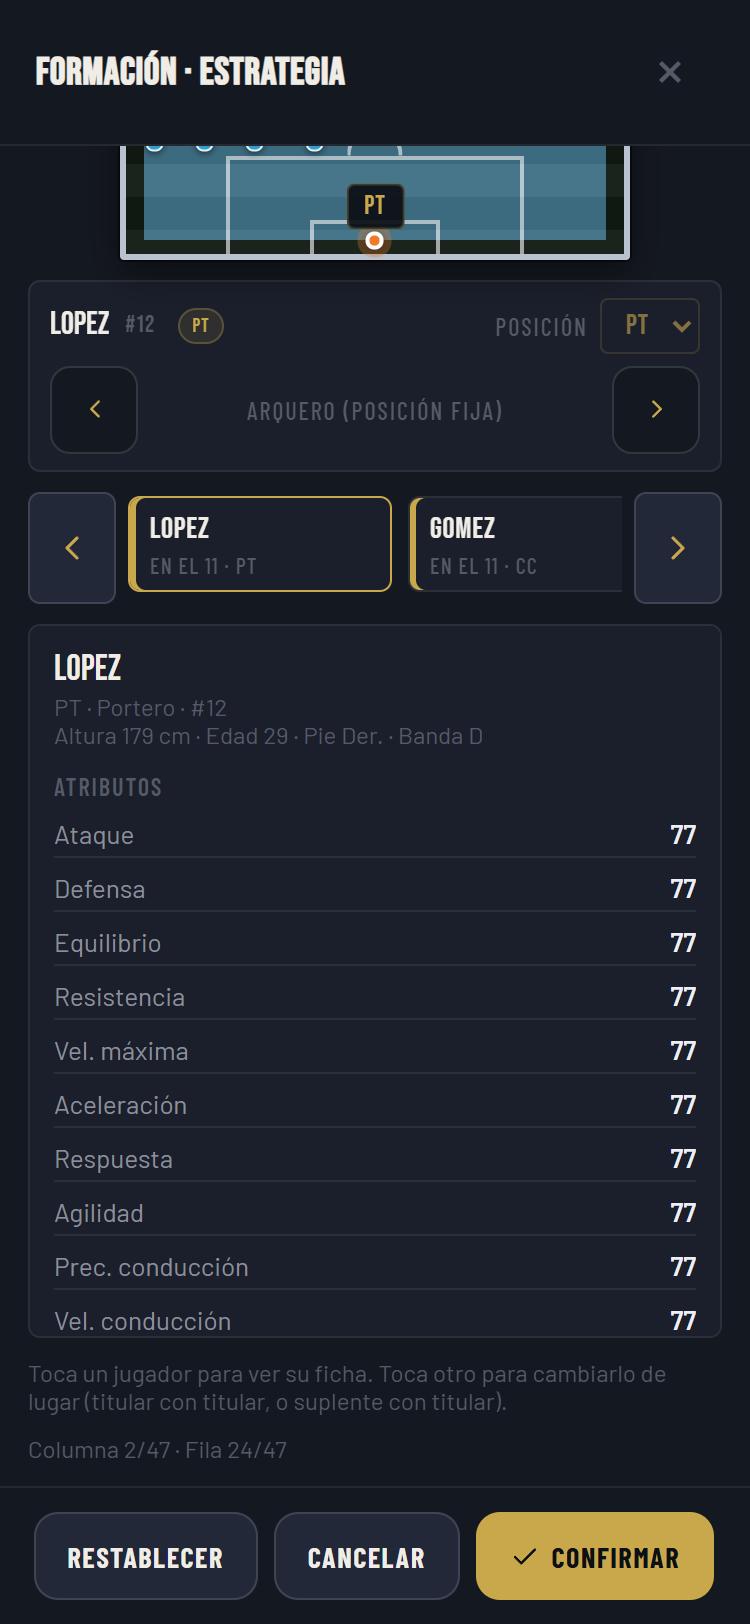 FORMACIÓN · ESTRATEGIA
PT
LOPEZ #12 PT POSICIÓN PT
ARQUERO (POSICIÓN FIJA)
LOPEZ
EN EL 11 · PT
GOMEZ
EN EL 11 · CC
LOPEZ
PT · Portero · #12
Altura 179 cm · Edad 29 · Pie Der. · Banda D
ATRIBUTOS
Ataque 77
Defensa 77
Equilibrio 77
Resistencia 77
Vel. máxima 77
Aceleración 77
Respuesta 77
Agilidad 77
Prec. conducción 77
Vel. conducción 77
Toca un jugador para ver su ficha. Toca otro para cambiarlo de
lugar (titular con titular, o suplente con titular).
Columna 2/47 · Fila 24/47
RESTABLECER CANCELAR CONFIRMAR